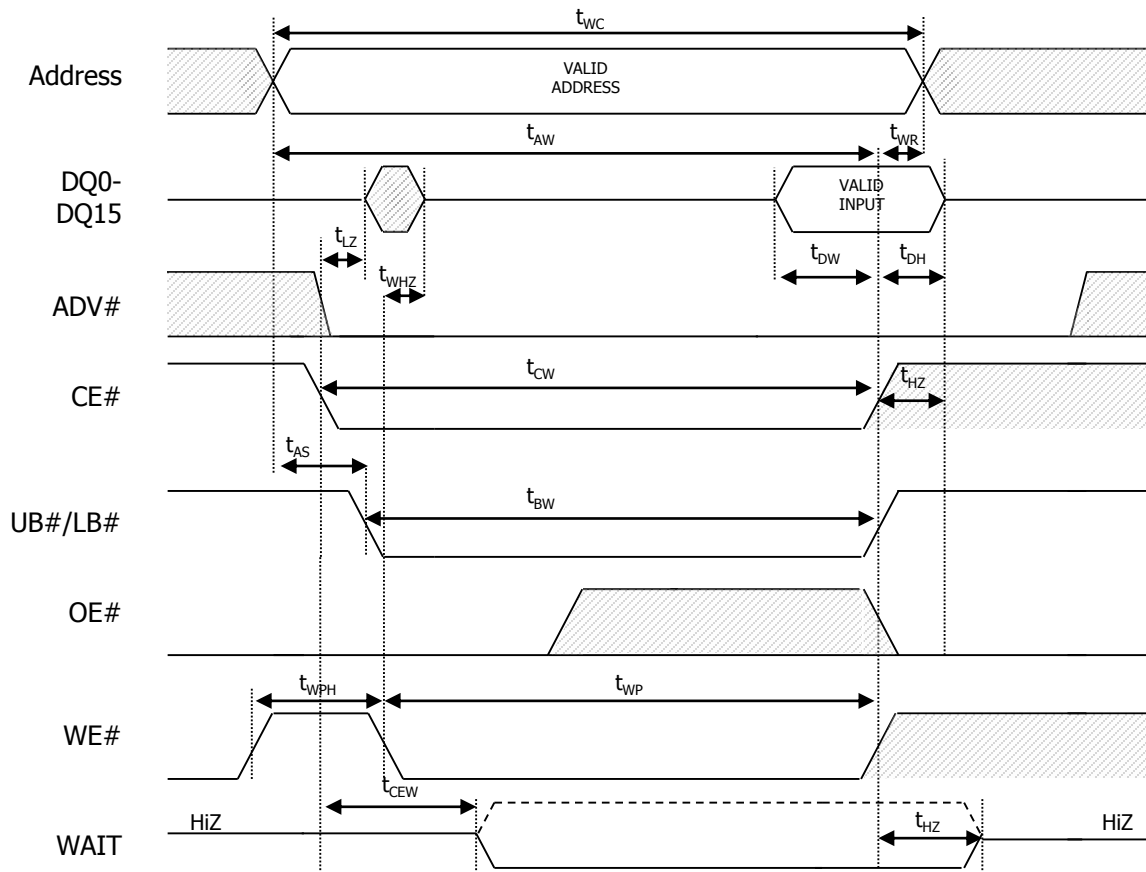 tWC
Address
VALID
ADDRESS
tAW
tWR
DQ0-
DQ15
VALID
INPUT
tLZ
tWHZ
tDW
tDH
ADV#
tCW
tHZ
CE#
tAS
tBW
UB#/LB#
OE#
tWPH
tWP
WE#
tCEW
HiZ
tHZ
HiZ
WAIT